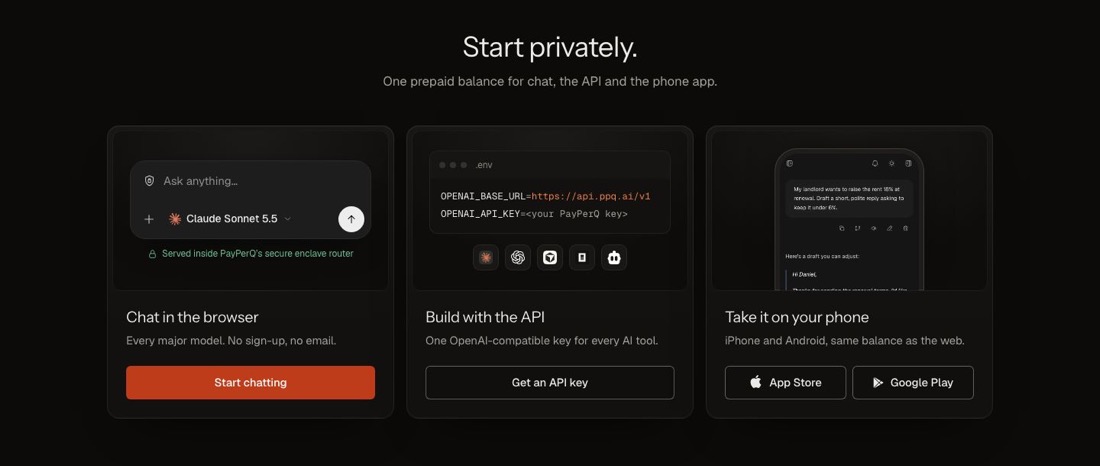 Start privately.
One prepaid balance for chat, the API and the phone app.
Ask anything...
Claude Sonnet 5.5
Served inside PayPerQ's secure enclave router
Chat in the browser
Every major model. No sign-up, no email.
Start chatting
.env
OPENAI_BASE_URL=https://api.ppq.ai/v1
OPENAI_API_KEY=<your PayPerQ key>
Build with the API
One OpenAI-compatible key for every AI tool.
Get an API key
My landlord wants to raise the rent 18% at
renewal. Draft a short, polite reply asking to
keep it under 6%.
Here's a draft you can adjust:
Hi Daniel,
Take it on your phone
iPhone and Android, same balance as the web.
App Store
Google Play